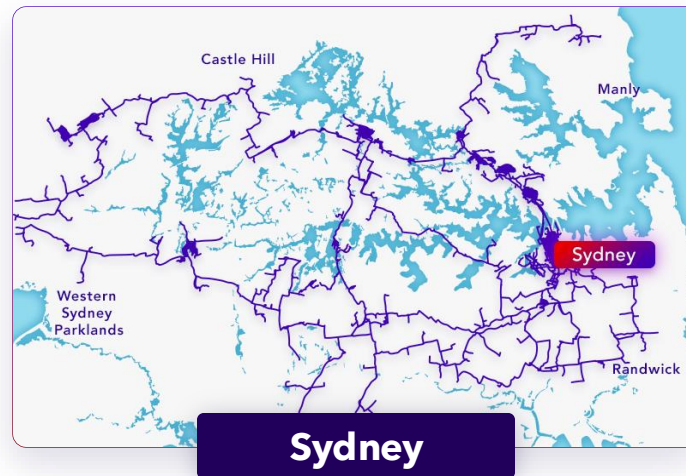 Castle Hill
Manly
Sydney
Western
Sydney
Parklands
Randwick
Sydney